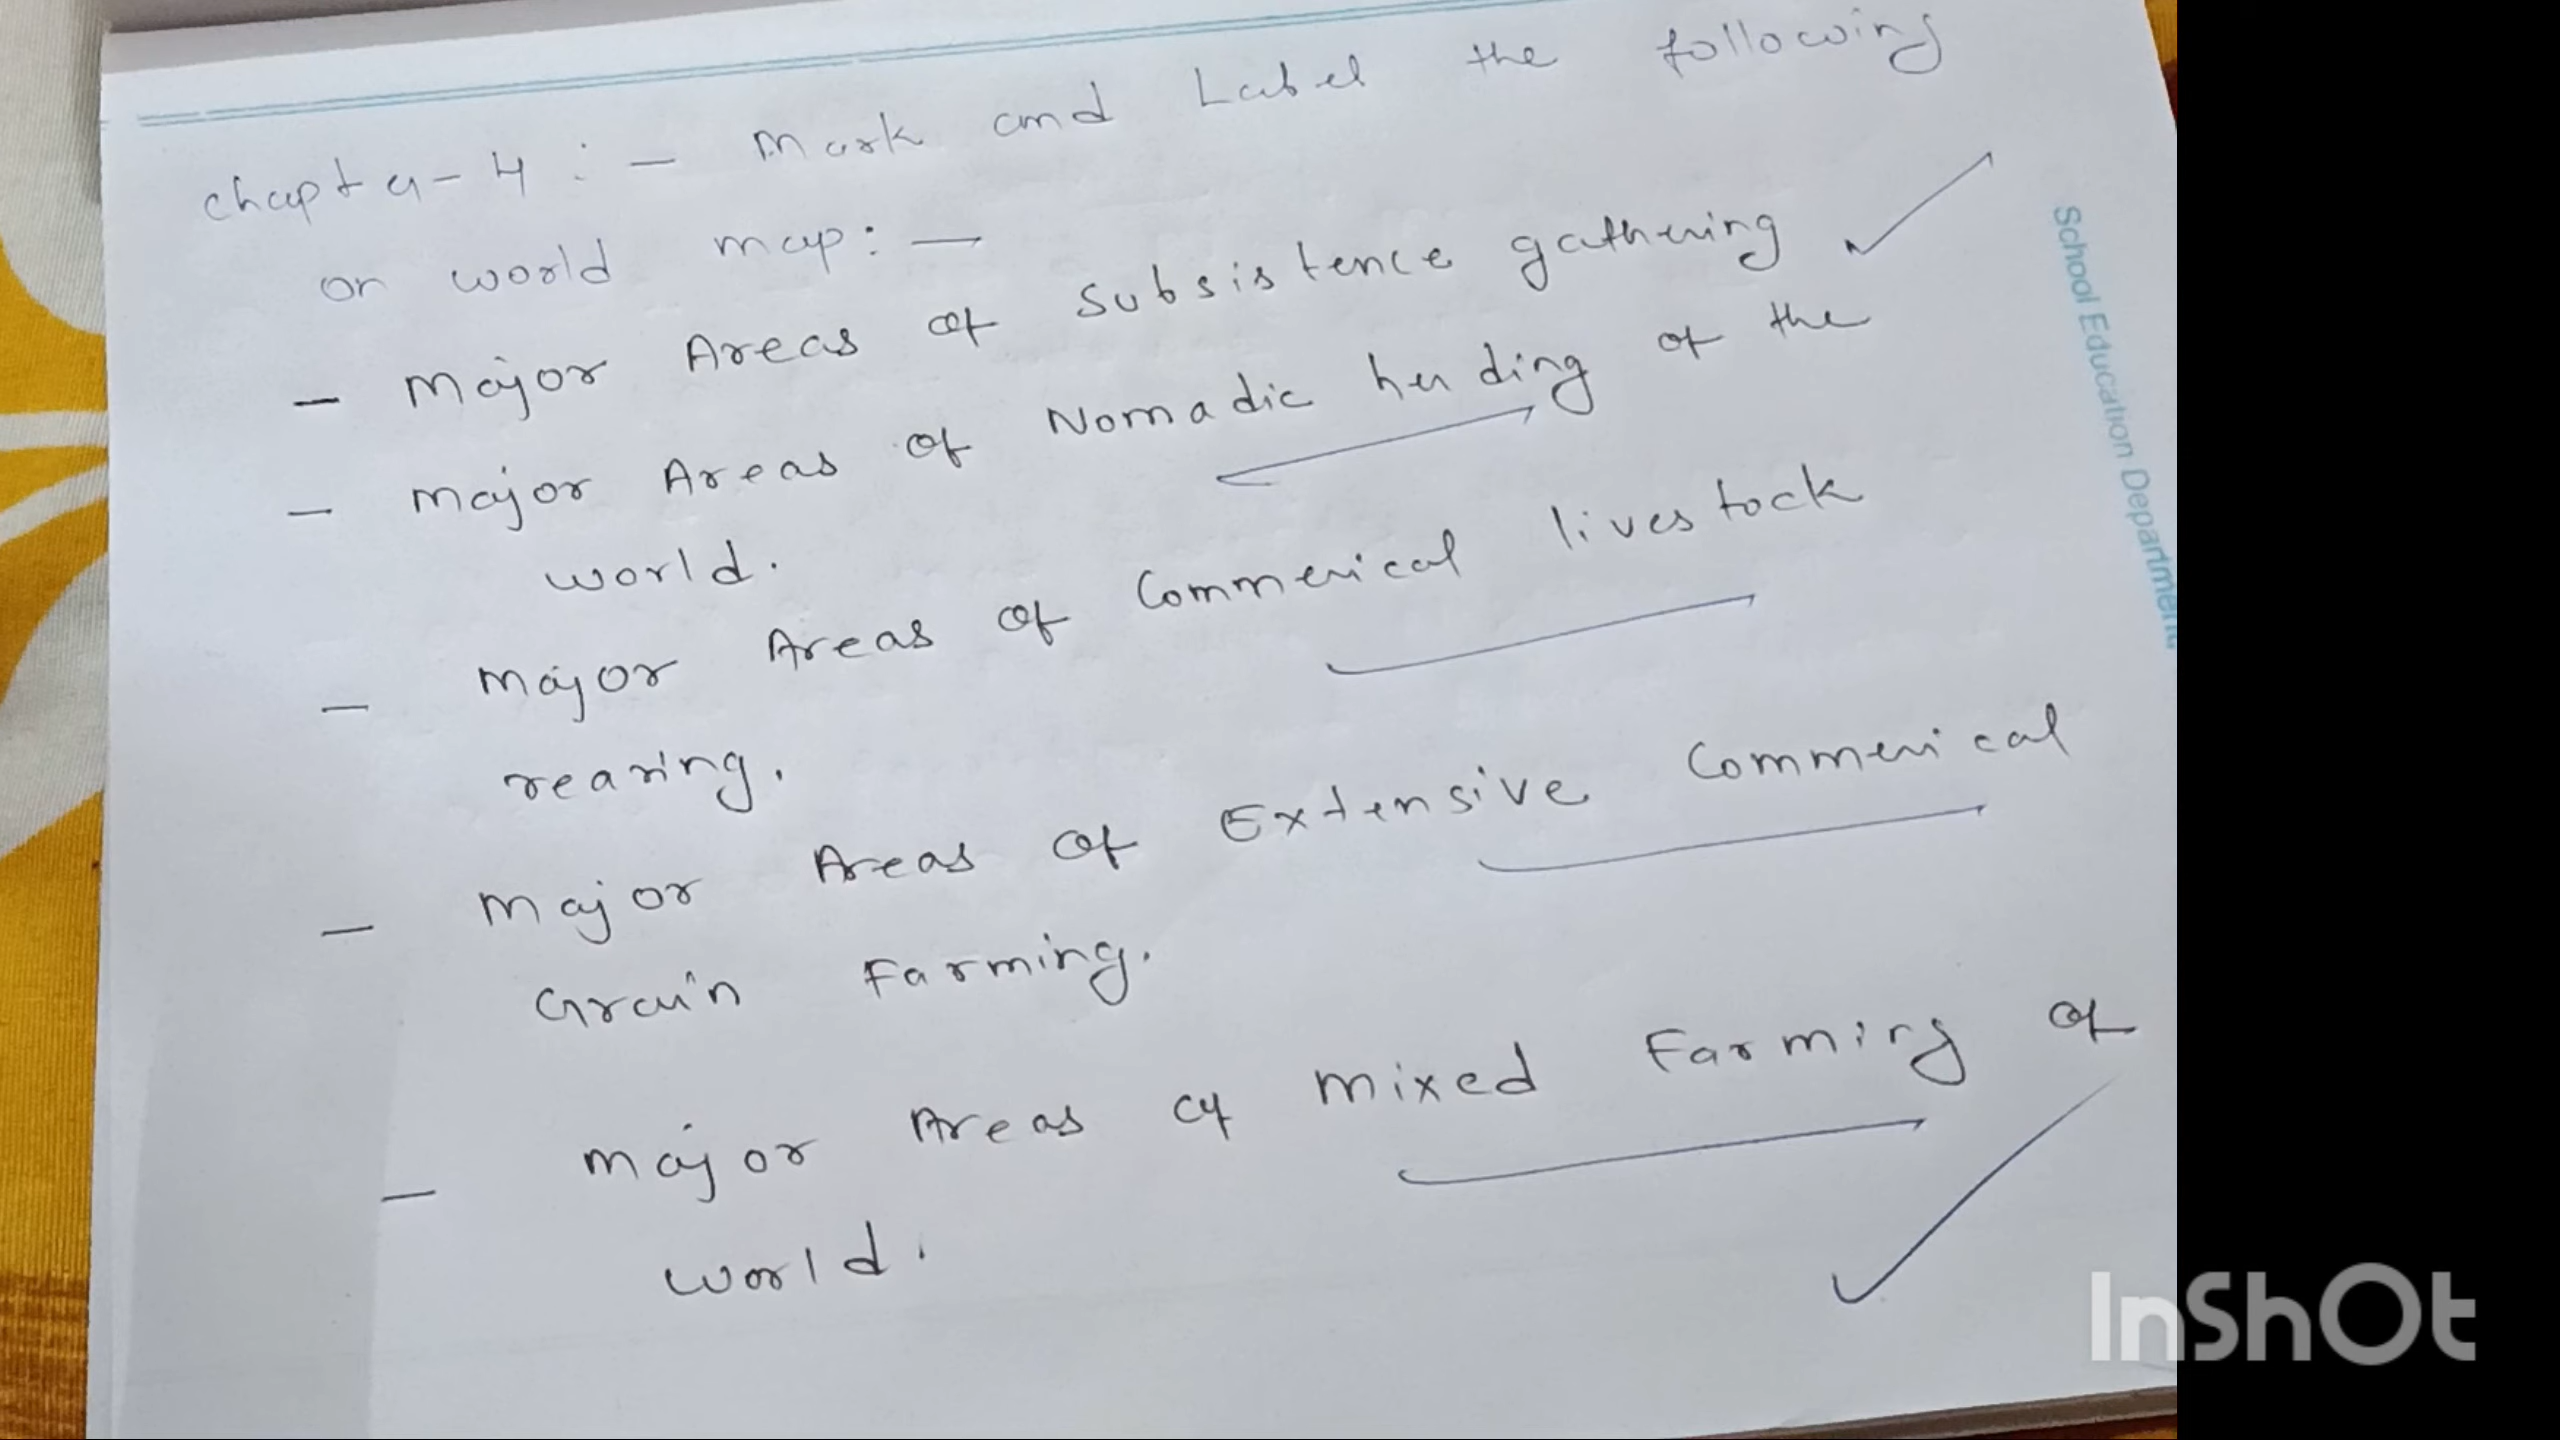 Chapter-4 :- Mark and Label the following
on world map:-
- Major Areas of Subsistence gathering
- Major Areas of Nomadic herding of the
world.
- Major Areas of Commerical livestock
rearing.
- Major Areas of Extensive Commerical
Grain Farming.
- Major Areas of Mixed Farming of
world.
School Education Department
InShOt